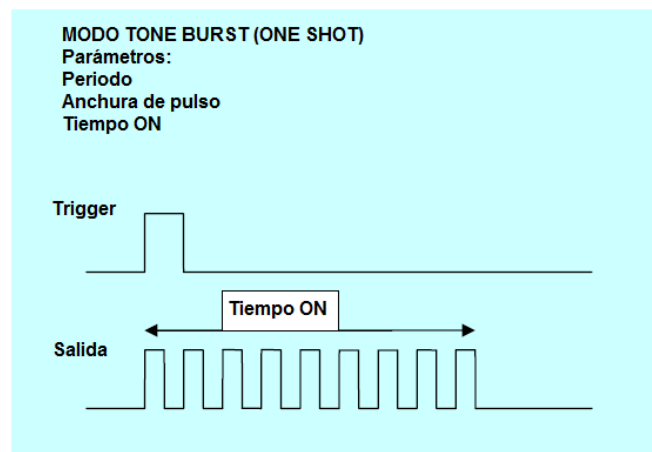 MODO TONE BURST (ONE SHOT)
Parámetros:
Periodo
Anchura de pulso
Tiempo ON
Trigger
Tiempo ON
Salida